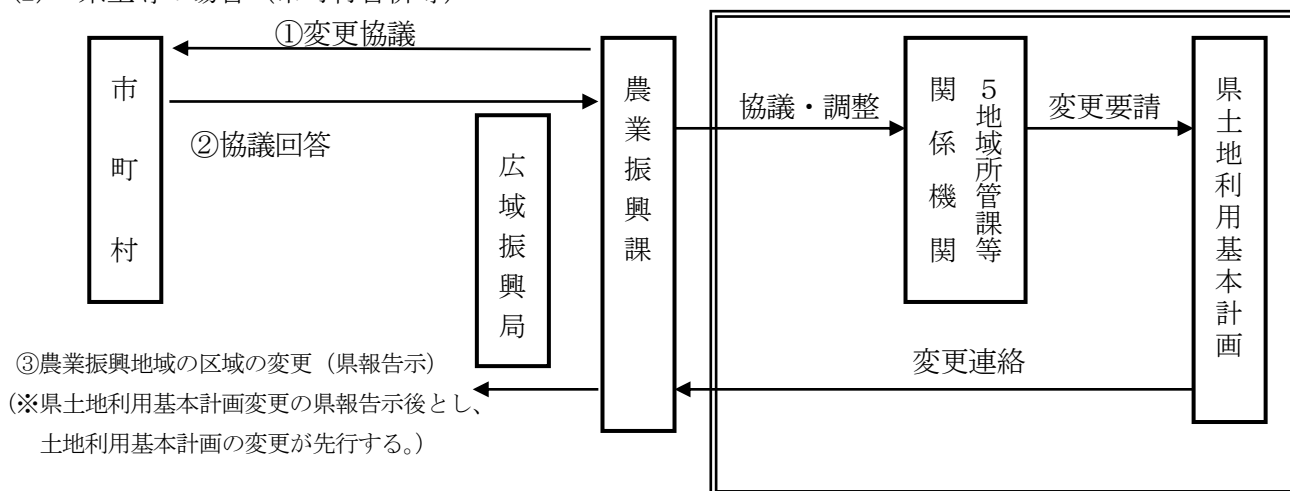 ①変更協議
市町村
②協議回答
広域振興局
農業振興課
協議・調整
関係機関
5地域所管課等
変更要請
県土地利用基本計画
変更連絡
③農業振興地域の区域の変更（県報告示）
（※県土地利用基本計画変更の県報告示後とし、
土地利用基本計画の変更が先行する。）